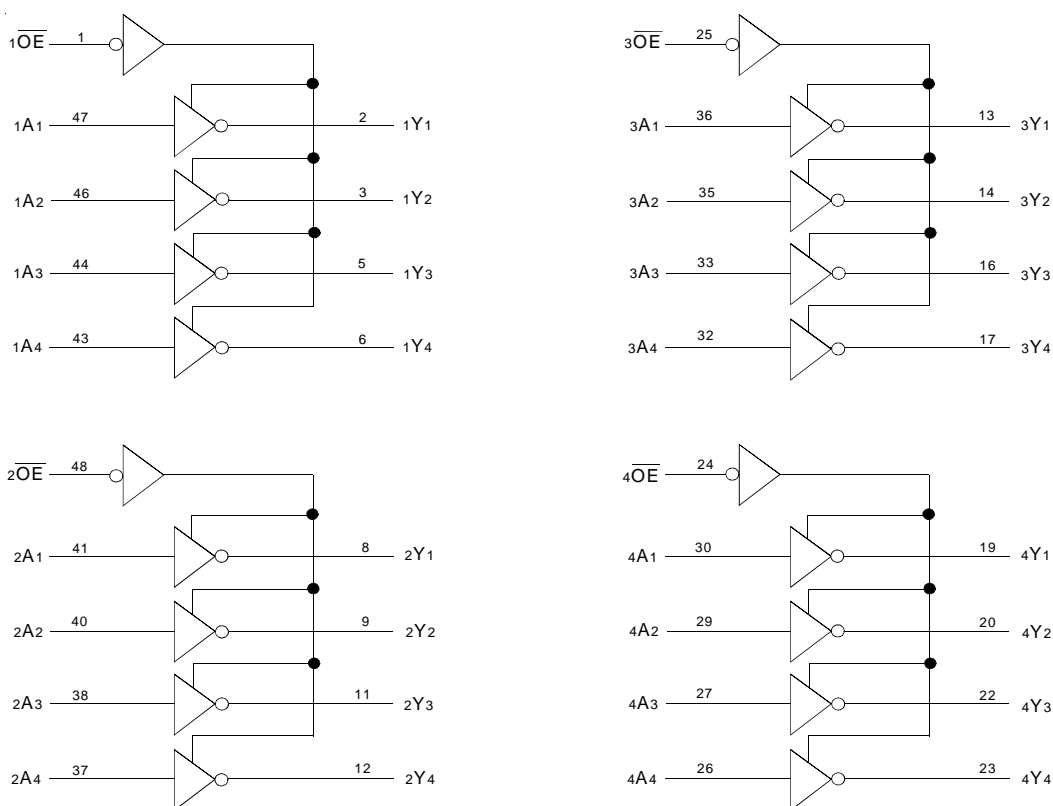 1OE 1
1A1 47 2 1Y1
1A2 46 3 1Y2
1A3 44 5 1Y3
1A4 43 6 1Y4
3OE 25
3A1 36 13 3Y1
3A2 35 14 3Y2
3A3 33 16 3Y3
3A4 32 17 3Y4
2OE 48
2A1 41 8 2Y1
2A2 40 9 2Y2
2A3 38 11 2Y3
2A4 37 12 2Y4
4OE 24
4A1 30 19 4Y1
4A2 29 20 4Y2
4A3 27 22 4Y3
4A4 26 23 4Y4